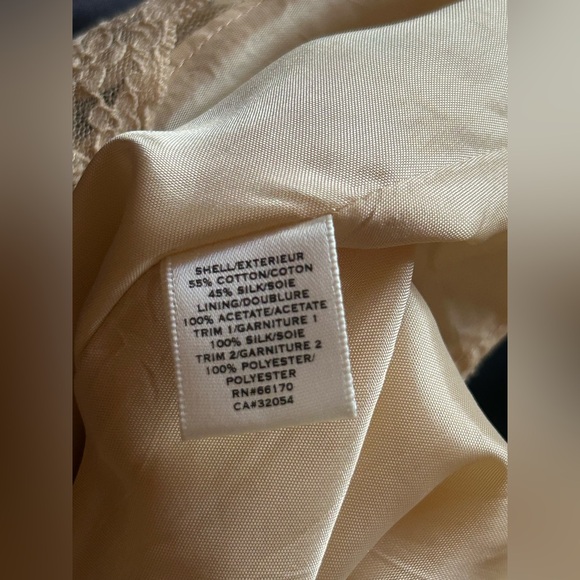 SHELL/EXTERIEUR
55% COTTON/COTON
45% SILK/SOIE
LINING/DOUBLURE
100% ACETATE/ACETATE
TRIM 1/GARNITURE 1
100% SILK/SOIE
TRIM 2/GARNITURE 2
100% POLYESTER/
POLYESTER
RN#66170
CA#32054